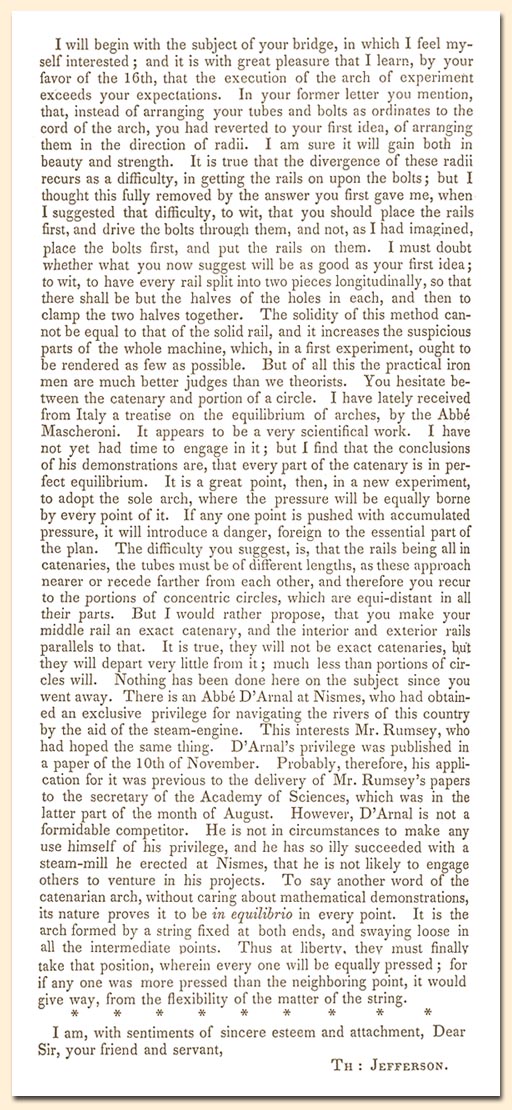 I will begin with the subject of your bridge, in which I feel my-
self interested; and it is with great pleasure that I learn, by your
favor of the 16th, that the execution of the arch of experiment
exceeds your expectations. In your former letter you mention,
that, instead of arranging your tubes and bolts as ordinates to the
cord of the arch, you had reverted to your first idea, of arranging
them in the direction of radii. I am sure it will gain both in
beauty and strength. It is true that the divergence of these radii
recurs as a difficulty, in getting the rails on upon the bolts; but I
thought this fully removed by the answer you first gave me, when
I suggested that difficulty, to wit, that you should place the rails
first, and drive the bolts through them, and not, as I had imagined,
place the bolts first, and put the rails on them. I must doubt
whether what you now suggest will be as good as your first idea;
to wit, to have every rail split into two pieces longitudinally, so that
there shall be but the halves of the holes in each, and then to
clamp the two halves together. The solidity of this method can-
not be equal to that of the solid rail, and it increases the suspicious
parts of the whole machine, which, in a first experiment, ought to
be rendered as few as possible. But of all this the practical iron
men are much better judges than we theorists. You hesitate be-
tween the catenary and portion of a circle. I have lately received
from Italy a treatise on the equilibrium of arches, by the Abbé
Mascheroni. It appears to be a very scientifical work. I have
not yet had time to engage in it; but I find that the conclusions
of his demonstrations are, that every part of the catenary is in per-
fect equilibrium. It is a great point, then, in a new experiment,
to adopt the sole arch, where the pressure will be equally borne
by every point of it. If any one point is pushed with accumulated
pressure, it will introduce a danger, foreign to the essential part of
the plan. The difficulty you suggest, is, that the rails being all in
catenaries, the tubes must be of different lengths, as these approach
nearer or recede farther from each other, and therefore you recur
to the portions of concentric circles, which are equi-distant in all
their parts. But I would rather propose, that you make your
middle rail an exact catenary, and the interior and exterior rails
parallels to that. It is true, they will not be exact catenaries, but
they will depart very little from it; much less than portions of cir-
cles will. Nothing has been done here on the subject since you
went away. There is an Abbé D'Arnal at Nismes, who had obtain-
ed an exclusive privilege for navigating the rivers of this country
by the aid of the steam-engine. This interests Mr. Rumsey, who
had hoped the same thing. D'Arnal's privilege was published in
a paper of the 10th of November. Probably, therefore, his appli-
cation for it was previous to the delivery of Mr. Rumsey's papers
to the secretary of the Academy of Sciences, which was in the
latter part of the month of August. However, D'Arnal is not a
formidable competitor. He is not in circumstances to make any
use himself of his privilege, and he has so illy succeeded with a
steam-mill he erected at Nismes, that he is not likely to engage
others to venture in his projects. To say another word of the
catenarian arch, without caring about mathematical demonstrations,
its nature proves it to be in equilibrio in every point. It is the
arch formed by a string fixed at both ends, and swaying loose in
all the intermediate points. Thus at liberty, they must finally
take that position, wherein every one will be equally pressed; for
if any one was more pressed than the neighboring point, it would
give way, from the flexibility of the matter of the string.
* * * * * * * * *
I am, with sentiments of sincere esteem and attachment, Dear
Sir, your friend and servant,
Th: Jefferson.